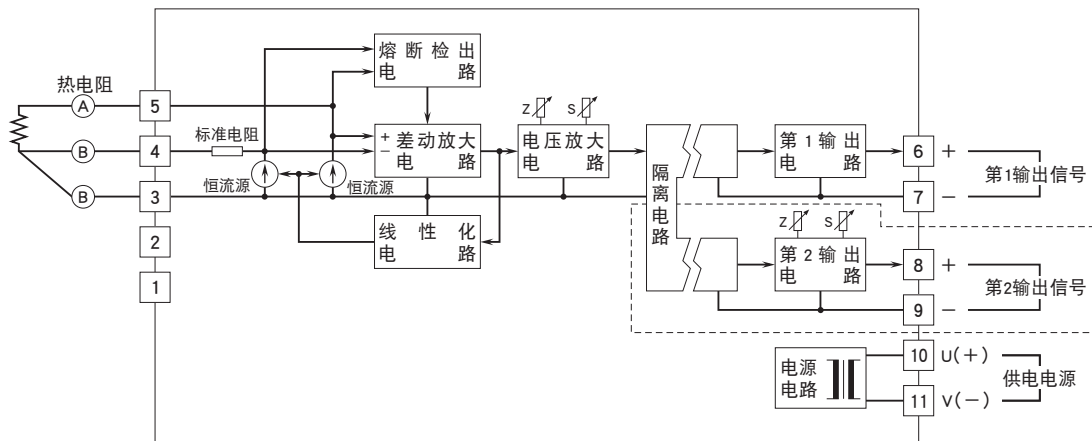 热电阻
A
B
B
5
4
3
2
1
标准电阻
恒流源
恒流源
熔断检出
电路
+
−
差动放大
电路
线性化
电路
Z
S
电压放大
电路
隔离电路
第1输出
电路
Z
S
第2输出
电路
6
+
7
−
第1输出信号
8
+
9
−
第2输出信号
电源
电路
10
U(+)
11
V(−)
供电电源